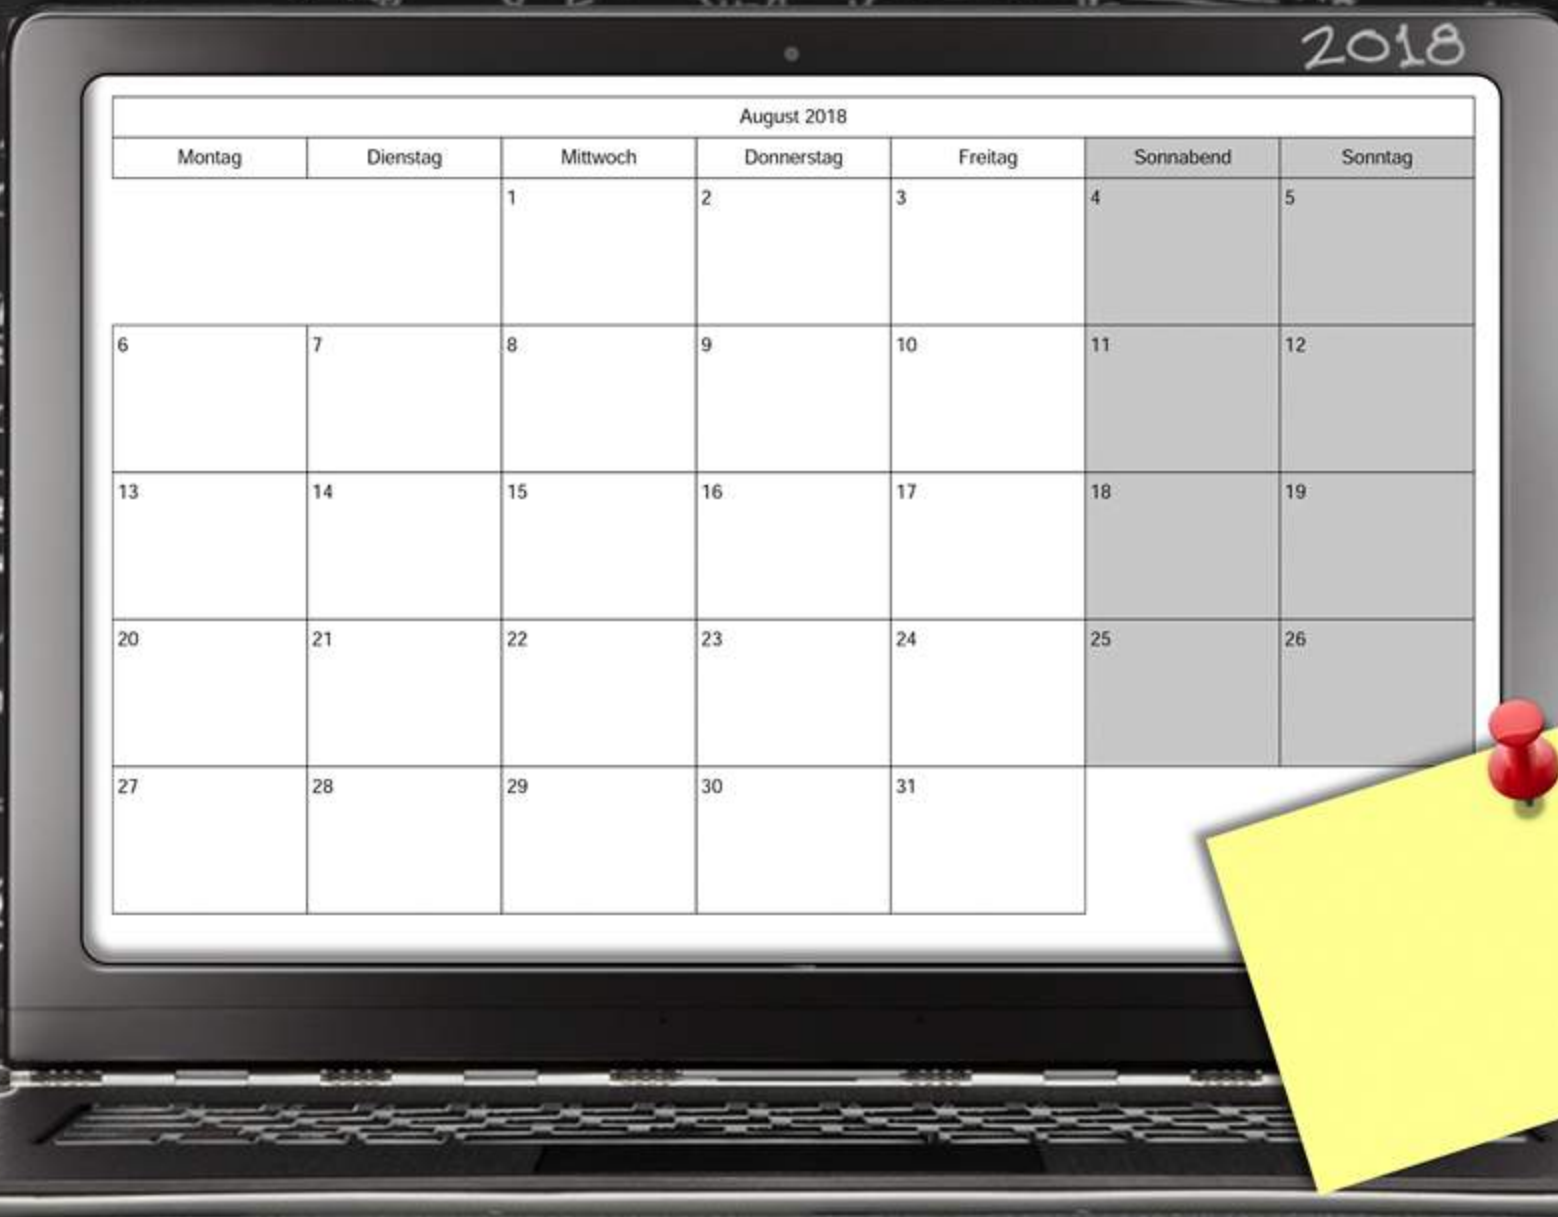 2018
August 2018
Montag Dienstag Mittwoch Donnerstag Freitag Sonnabend Sonntag
1 2 3 4 5
6 7 8 9 10 11 12
13 14 15 16 17 18 19
20 21 22 23 24 25 26
27 28 29 30 31